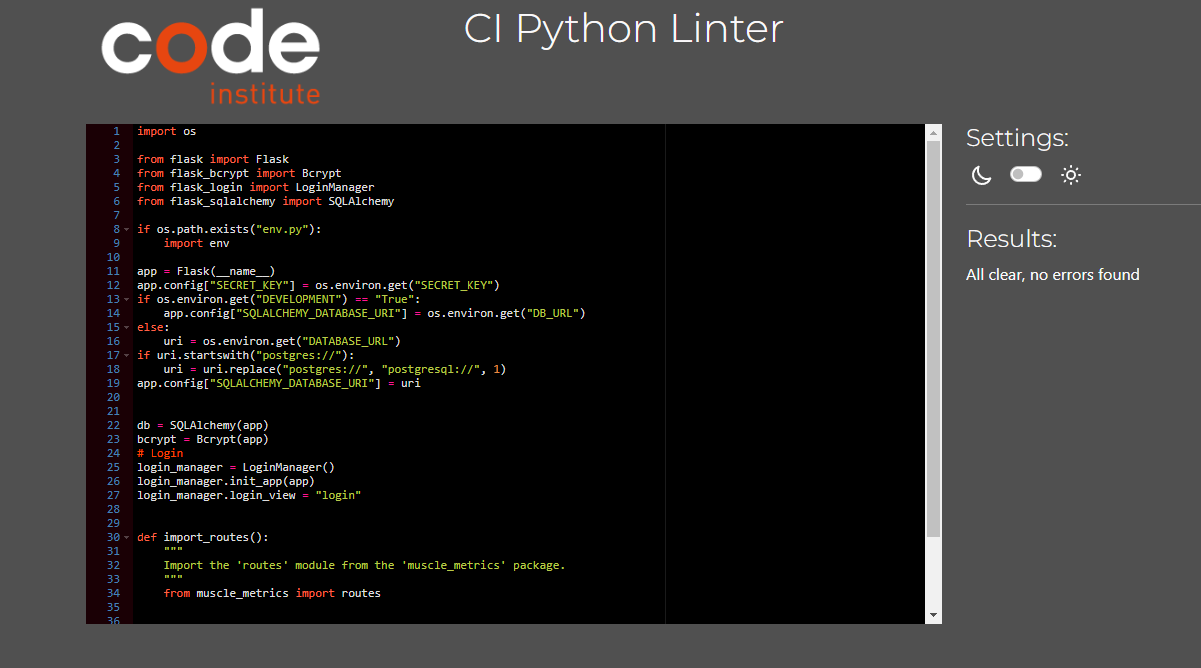 code
institute
CI Python Linter
1 import os
2
3 from flask import Flask
4 from flask_bcrypt import Bcrypt
5 from flask_login import LoginManager
6 from flask_sqlalchemy import SQLAlchemy
7
8 if os.path.exists("env.py"):
9     import env
10
11 app = Flask(__name__)
12 app.config["SECRET_KEY"] = os.environ.get("SECRET_KEY")
13 if os.environ.get("DEVELOPMENT") == "True":
14     app.config["SQLALCHEMY_DATABASE_URI"] = os.environ.get("DB_URL")
15 else:
16     uri = os.environ.get("DATABASE_URL")
17 if uri.startswith("postgres://"):
18     uri = uri.replace("postgres://", "postgresql://", 1)
19 app.config["SQLALCHEMY_DATABASE_URI"] = uri
20
21
22 db = SQLAlchemy(app)
23 bcrypt = Bcrypt(app)
24 # Login
25 login_manager = LoginManager()
26 login_manager.init_app(app)
27 login_manager.login_view = "login"
28
29
30 def import_routes():
31     """
32     Import the 'routes' module from the 'muscle_metrics' package.
33     """
34     from muscle_metrics import routes
35
36
Settings:
Results:
All clear, no errors found